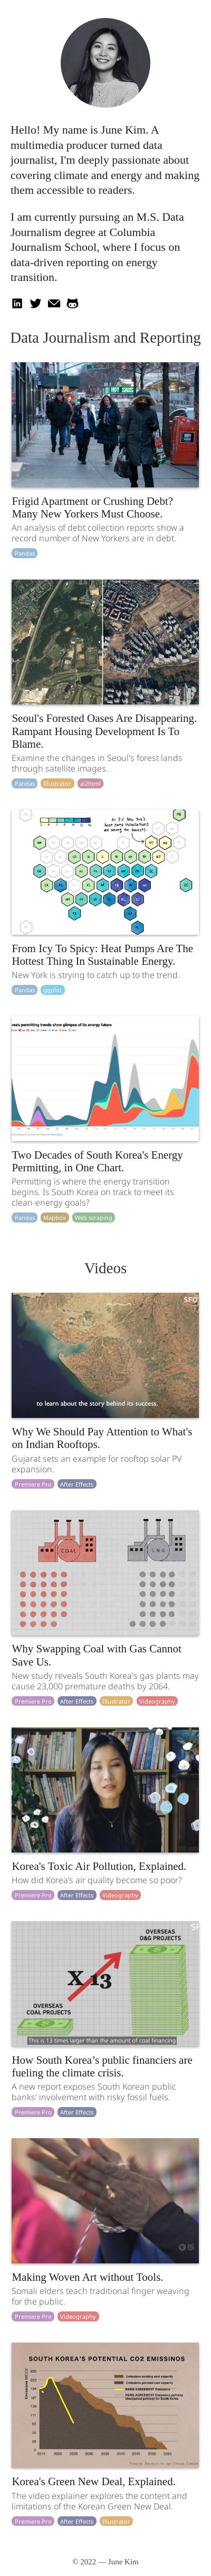 Hello! My name is June Kim. A
multimedia producer turned data
journalist, I'm deeply passionate about
covering climate and energy and making
them accessible to readers.
I am currently pursuing an M.S. Data
Journalism degree at Columbia
Journalism School, where I focus on
data-driven reporting on energy
transition.
Data Journalism and Reporting
Frigid Apartment or Crushing Debt?
Many New Yorkers Must Choose.
An analysis of debt collection reports show a
record number of New Yorkers are in debt.
Pandas
Seoul's Forested Oases Are Disappearing.
Rampant Housing Development Is To
Blame.
Examine the changes in Seoul's forest lands
through satellite images.
Pandas Illustrator ai2html
From Icy To Spicy: Heat Pumps Are The
Hottest Thing In Sustainable Energy.
New York is strying to catch up to the trend.
Pandas ggplot
rea's permitting trends show glimpse of its energy future
Two Decades of South Korea's Energy
Permitting, in One Chart.
Permitting is where the energy transition
begins. Is South Korea on track to meet its
clean-energy goals?
Pandas Mapbox Web scraping
Videos
SFO
to learn about the story behind its success.
Why We Should Pay Attention to What's
on Indian Rooftops.
Gujarat sets an example for rooftop solar PV
expansion.
Premiere Pro After Effects
COAL LNG
Why Swapping Coal with Gas Cannot
Save Us.
New study reveals South Korea's gas plants may
cause 23,000 premature deaths by 2064.
Premiere Pro After Effects Illustrator Videography
Korea's Toxic Air Pollution, Explained.
How did Korea's air quality become so poor?
Premiere Pro After Effects Videography
OVERSEAS
O&G PROJECTS
X 13
OVERSEAS
COAL PROJECTS
This is 13 times larger than the amount of coal financing
How South Korea’s public financiers are
fueling the climate crisis.
A new report exposes South Korean public
banks' involvement with risky fossil fuels.
Premiere Pro After Effects
Making Woven Art without Tools.
Somali elders teach traditional finger weaving
for the public.
Premiere Pro Videography
SOUTH KOREA'S POTENTIAL CO2 EMISSINOS
Korea's Green New Deal, Explained.
The video explainer explores the content and
limitations of the Korean Green New Deal.
Premiere Pro After Effects Illustrator
© 2022 — June Kim